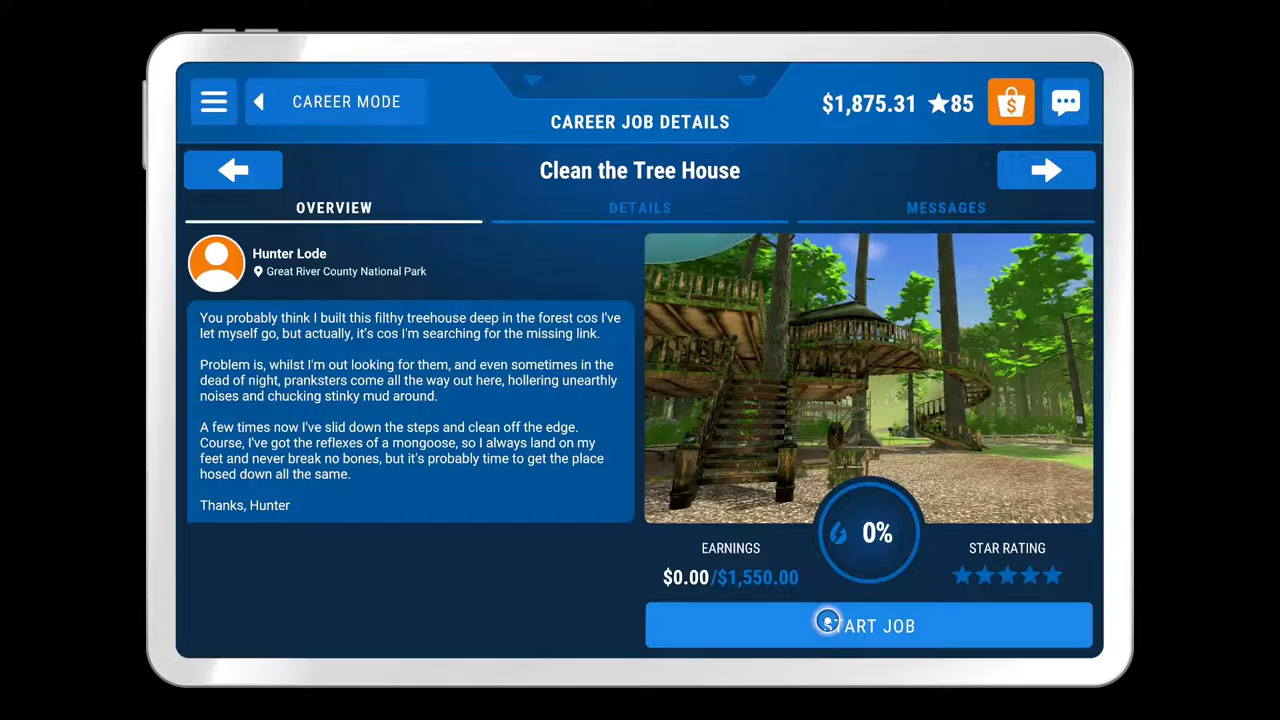 CAREER MODE
CAREER JOB DETAILS
$1,875.31 ★85
Clean the Tree House
OVERVIEW
DETAILS
MESSAGES
Hunter Lode
Great River County National Park
You probably think I built this filthy treehouse deep in the forest cos I've
let myself go, but actually, it's cos I'm searching for the missing link.
Problem is, whilst I'm out looking for them, and even sometimes in the
dead of night, pranksters come all the way out here, hollering unearthly
noises and chucking stinky mud around.
A few times now I've slid down the steps and clean off the edge.
Course, I've got the reflexes of a mongoose, so I always land on my
feet and never break no bones, but it's probably time to get the place
hosed down all the same.
Thanks, Hunter
EARNINGS
$0.00/$1,550.00
0%
STAR RATING
START JOB